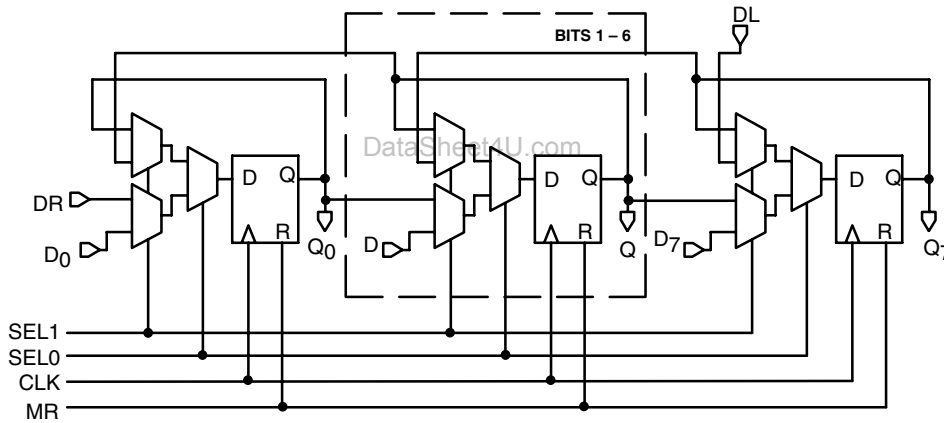 BITS 1 – 6
DL
DataSheet4U.com
D Q
D Q
D Q
DR
D0
R
Q0
D
R
Q
D7
R
Q7
SEL1
SEL0
CLK
MR